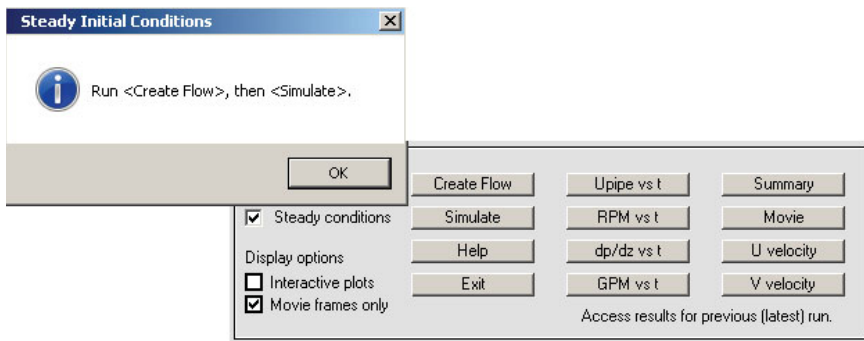 Steady Initial Conditions
Run <Create Flow>, then <Simulate>.
OK
Create Flow
Upipe vs t
Summary
Steady conditions
Simulate
RPM vs t
Movie
Display options
Help
dp/dz vs t
U velocity
Interactive plots
Exit
GPM vs t
V velocity
Movie frames only
Access results for previous (latest) run.